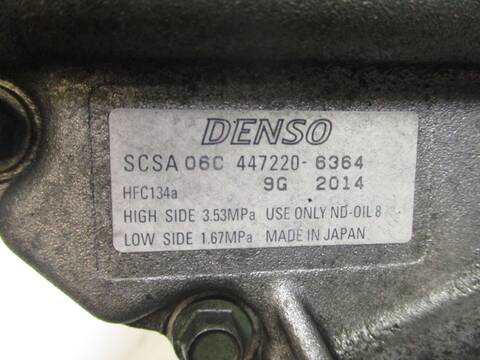 DENSO
SCSA 06C 447220-6364
HFC134a 9G 2014
HIGH SIDE 3.53MPa USE ONLY ND-OIL 8
LOW SIDE 1.67MPa MADE IN JAPAN